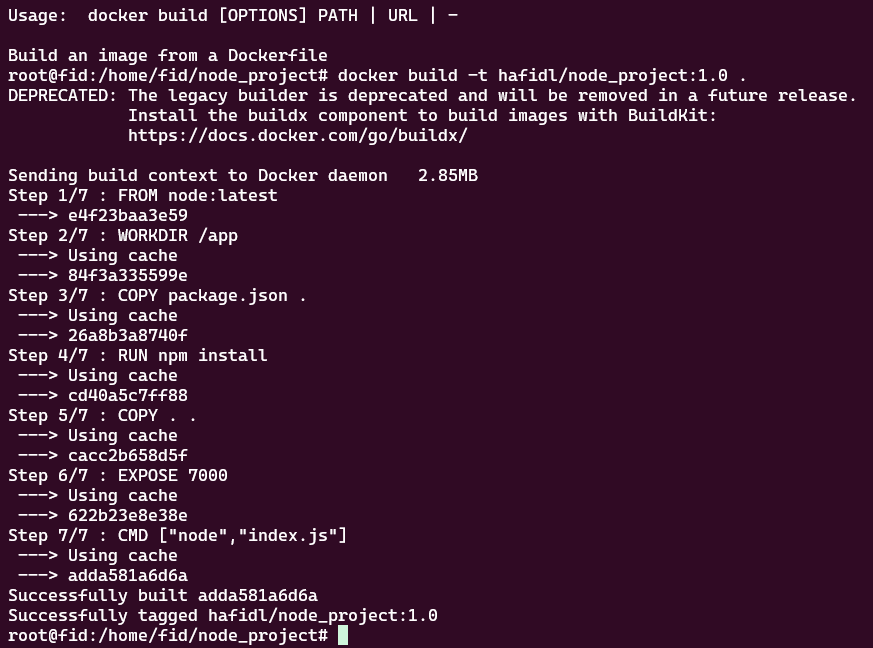 Usage:  docker build [OPTIONS] PATH | URL | -

Build an image from a Dockerfile
root@fid:/home/fid/node_project# docker build -t hafidl/node_project:1.0 .
DEPRECATED: The legacy builder is deprecated and will be removed in a future release.
            Install the buildx component to build images with BuildKit:
            https://docs.docker.com/go/buildx/

Sending build context to Docker daemon   2.85MB
Step 1/7 : FROM node:latest
 ---> e4f23baa3e59
Step 2/7 : WORKDIR /app
 ---> Using cache
 ---> 84f3a335599e
Step 3/7 : COPY package.json .
 ---> Using cache
 ---> 26a8b3a8740f
Step 4/7 : RUN npm install
 ---> Using cache
 ---> cd40a5c7ff88
Step 5/7 : COPY . .
 ---> Using cache
 ---> cacc2b658d5f
Step 6/7 : EXPOSE 7000
 ---> Using cache
 ---> 622b23e8e38e
Step 7/7 : CMD ["node","index.js"]
 ---> Using cache
 ---> adda581a6d6a
Successfully built adda581a6d6a
Successfully tagged hafidl/node_project:1.0
root@fid:/home/fid/node_project#